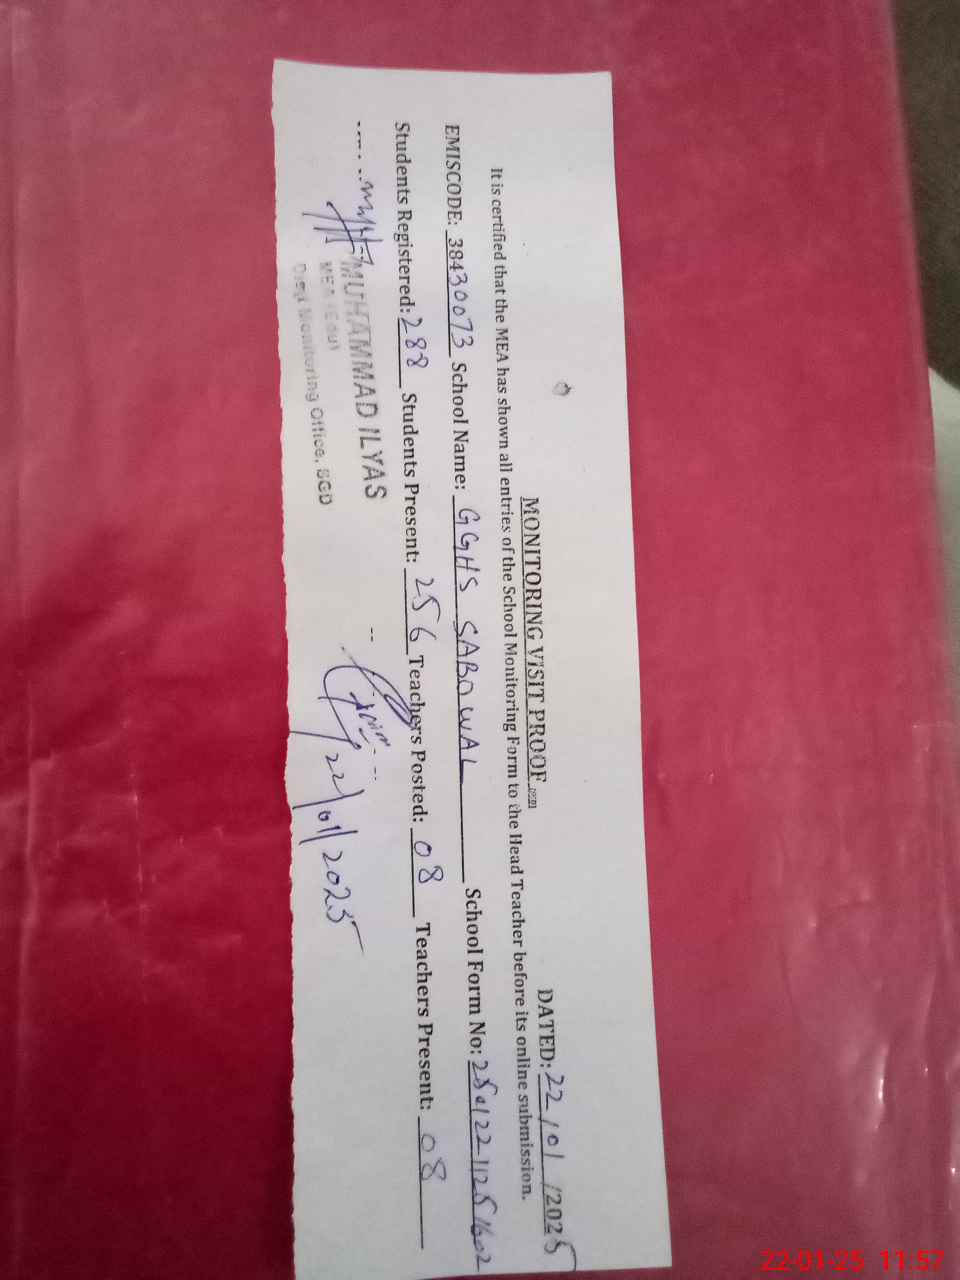 MONITORING VISIT PROOF
DATED: 22/01/2025
It is certified that the MEA has shown all entries of the School Monitoring Form to the Head Teacher before its online submission.
EMISCODE: 38430073 School Name: GGHS SABOWAL School Form No:
Students Registered: 288 Students Present: 256 Teachers Posted: 08 Teachers Present: 08
MUHAMMAD ILYAS
MEA
Distt Monitoring Office, SGD
22/01/2025
22-01-25 11:57